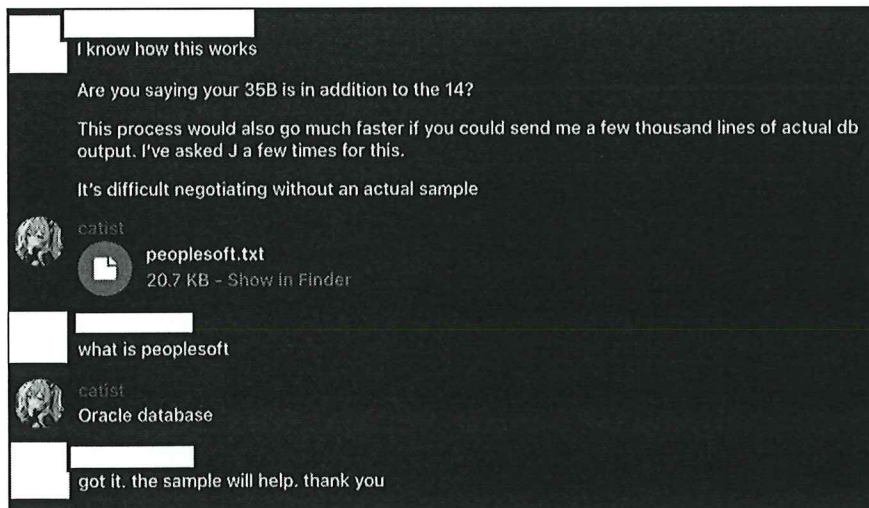 I know how this works
Are you saying your 35B is in addition to the 14?
This process would also go much faster if you could send me a few thousand lines of actual db
output. I've asked J a few times for this.
It's difficult negotiating without an actual sample
catist
peoplesoft.txt
20.7 KB - Show in Finder
what is peoplesoft
catist
Oracle database
got it. the sample will help. thank you